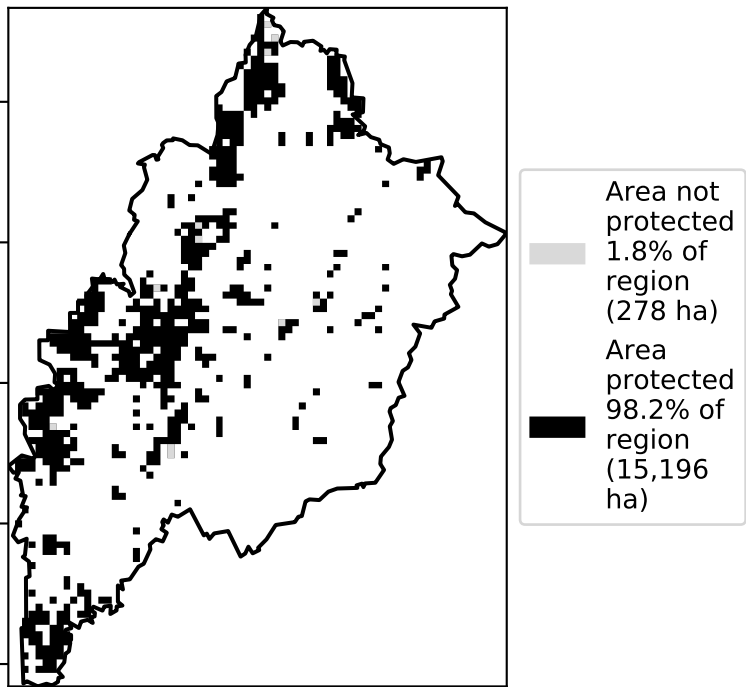 Area not
protected
1.8% of
region
(278 ha)
Area
protected
98.2% of
region
(15,196
ha)